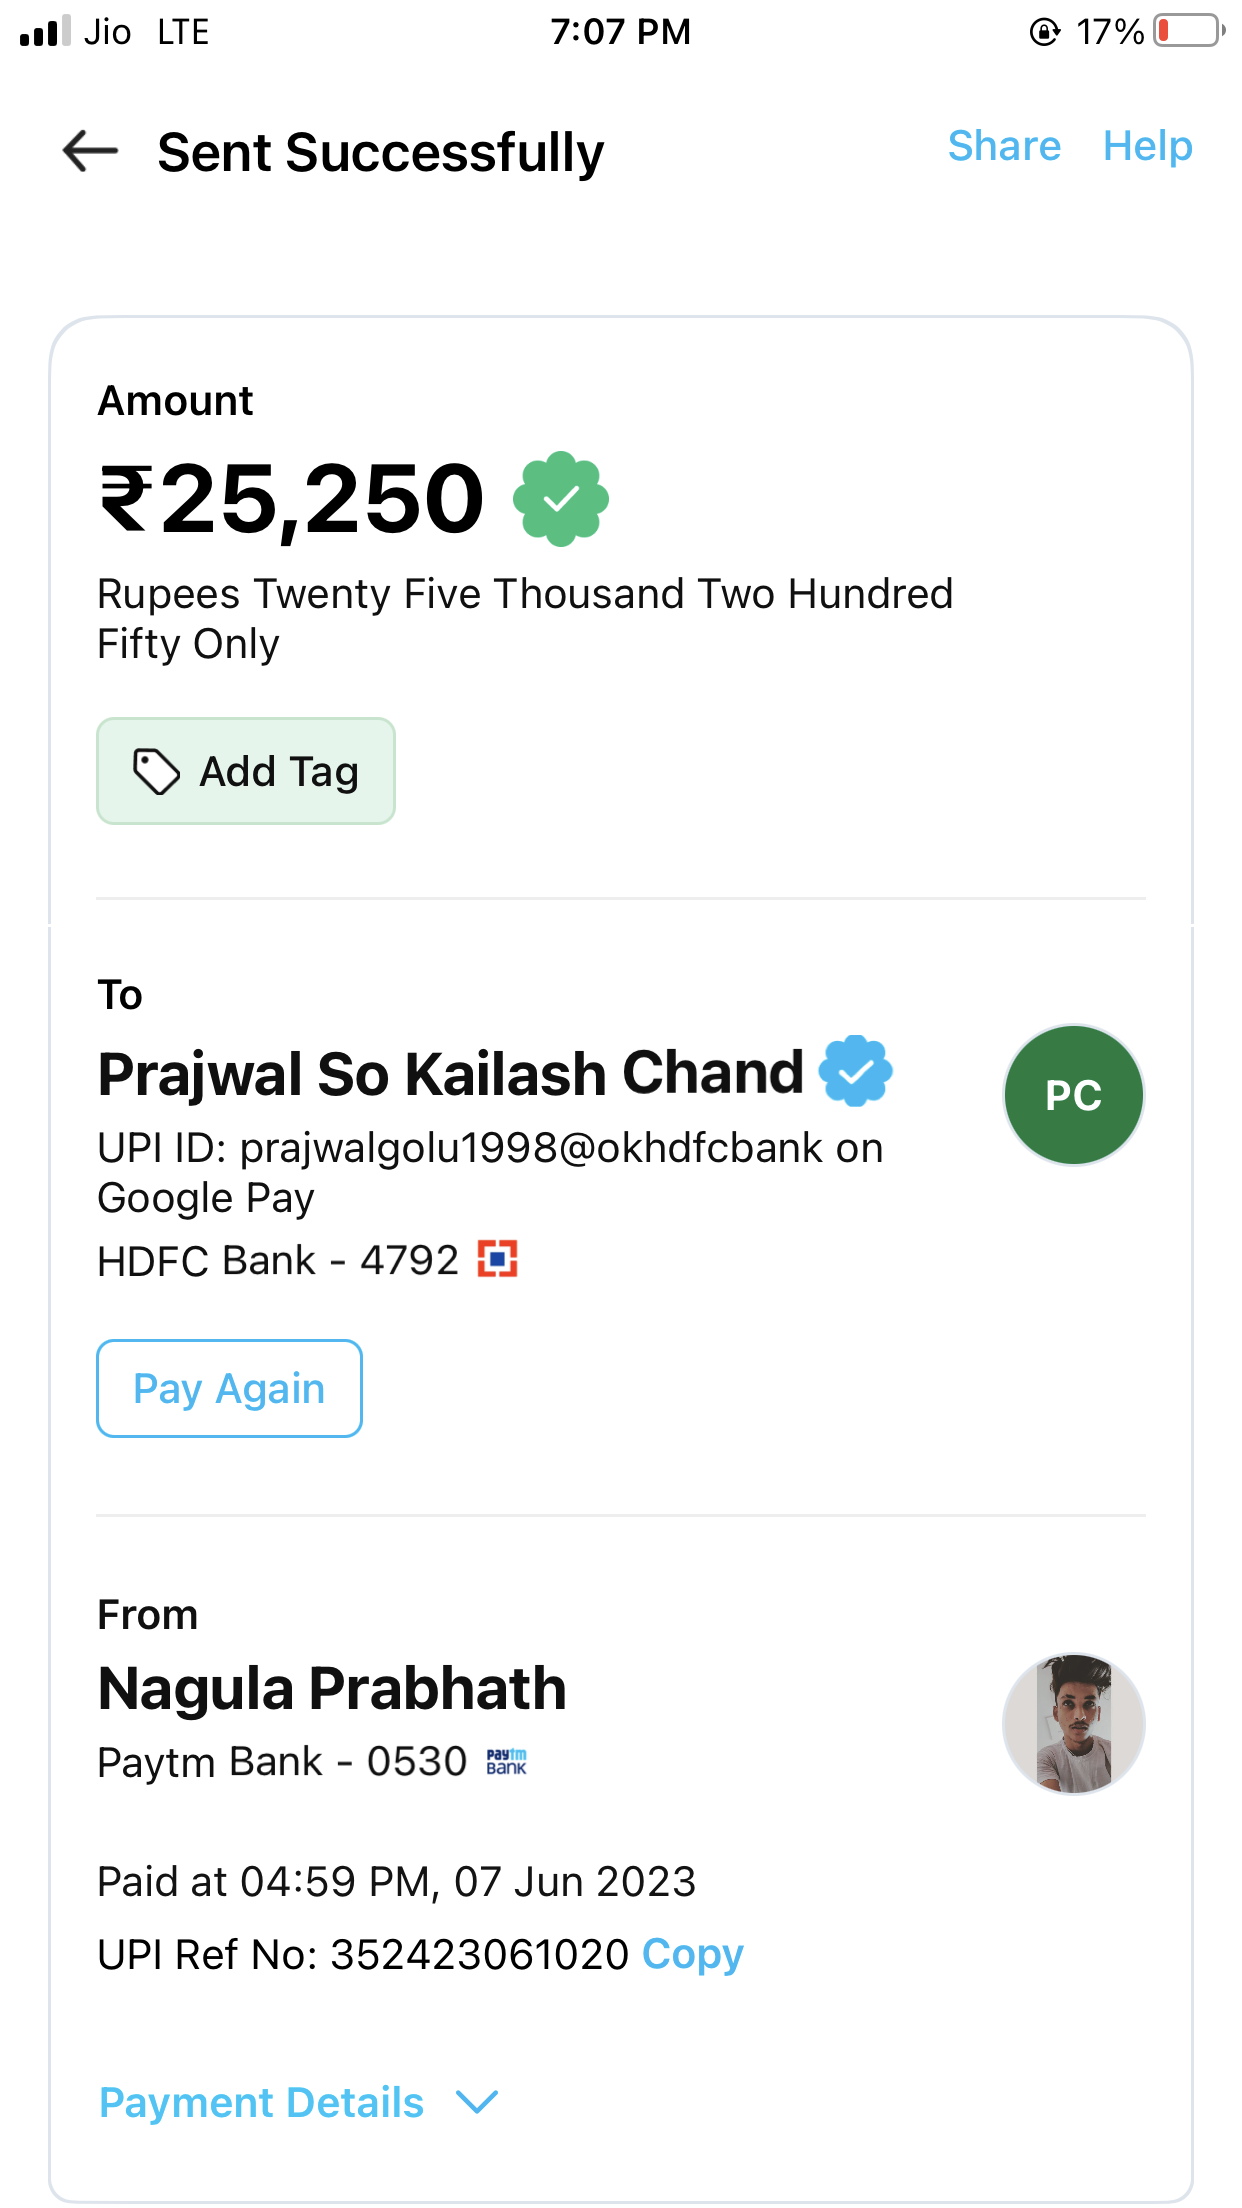 Jio LTE 7:07 PM 17%
Sent Successfully Share Help
Amount
₹25,250
Rupees Twenty Five Thousand Two Hundred
Fifty Only
Add Tag
To
Prajwal So Kailash Chand
PC
UPI ID: prajwalgolu1998@okhdfcbank on
Google Pay
HDFC Bank - 4792
Pay Again
From
Nagula Prabhath
Paytm Bank - 0530 paytm
BANK
Paid at 04:59 PM, 07 Jun 2023
UPI Ref No: 352423061020 Copy
Payment Details